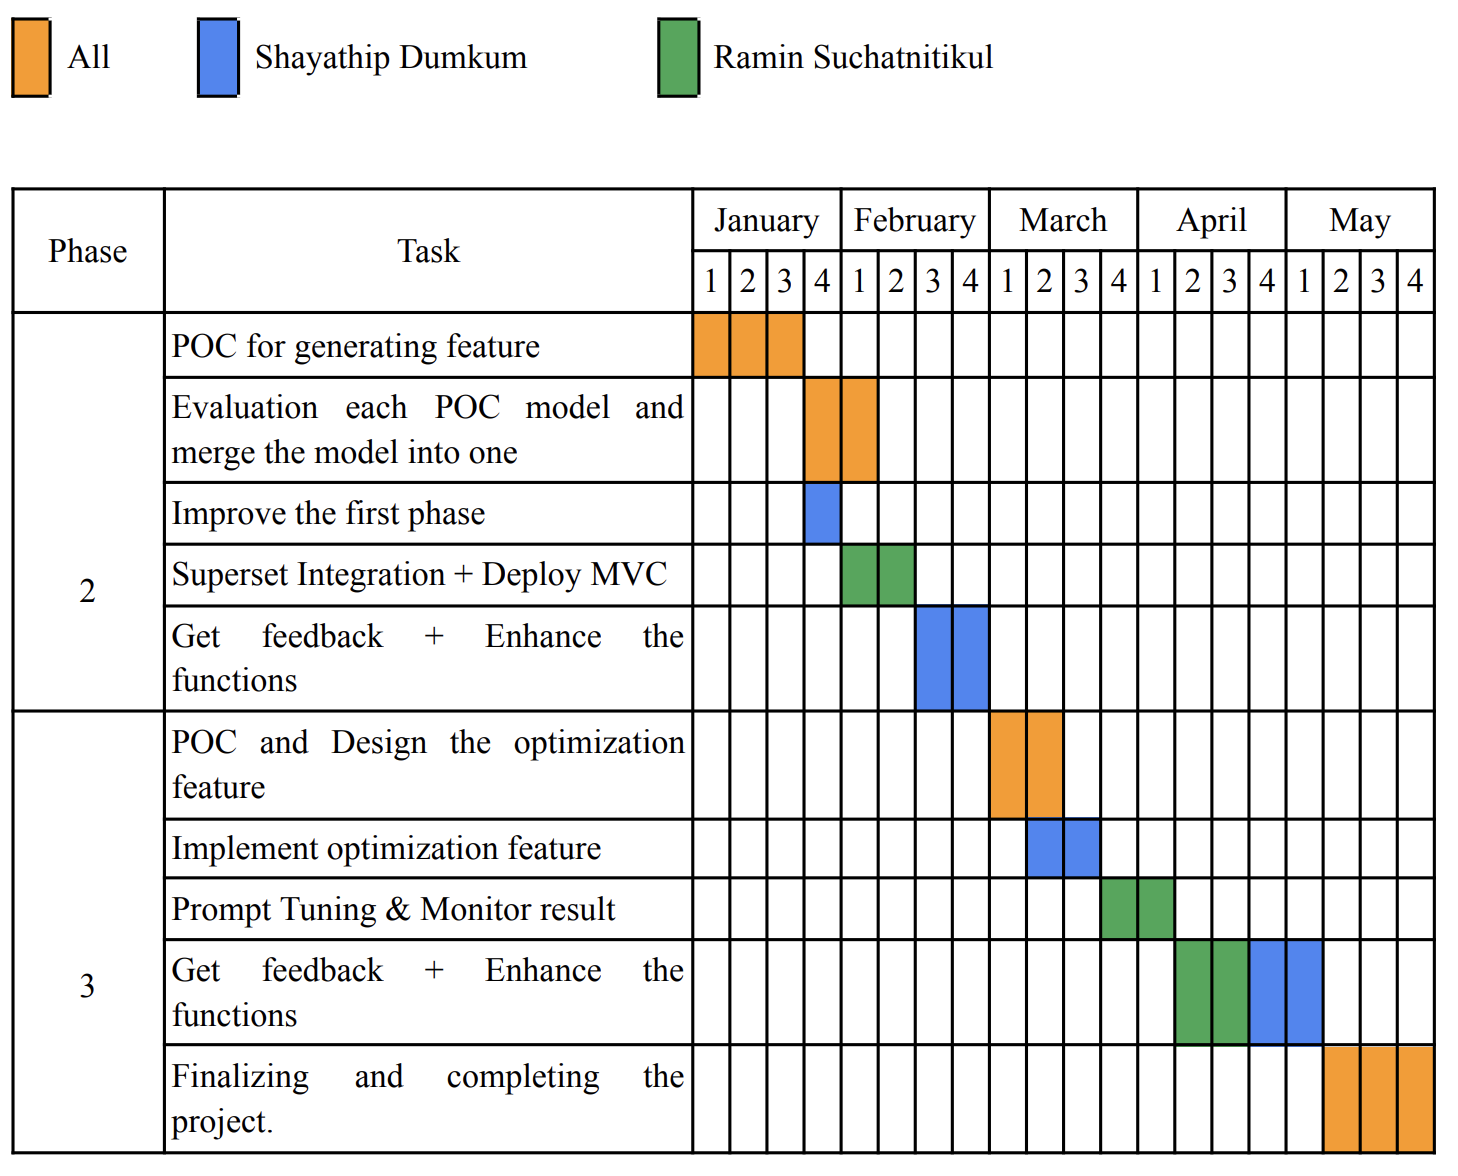 All Shayathip Dumkum Ramin Suchatnitikul
Phase Task January February March April May
1 2 3 4 1 2 3 4 1 2 3 4 1 2 3 4 1 2 3 4
2
POC for generating feature
Evaluation each POC model and
merge the model into one
Improve the first phase
Superset Integration + Deploy MVC
Get feedback + Enhance the
functions
3
POC and Design the optimization
feature
Implement optimization feature
Prompt Tuning & Monitor result
Get feedback + Enhance the
functions
Finalizing and completing the
project.